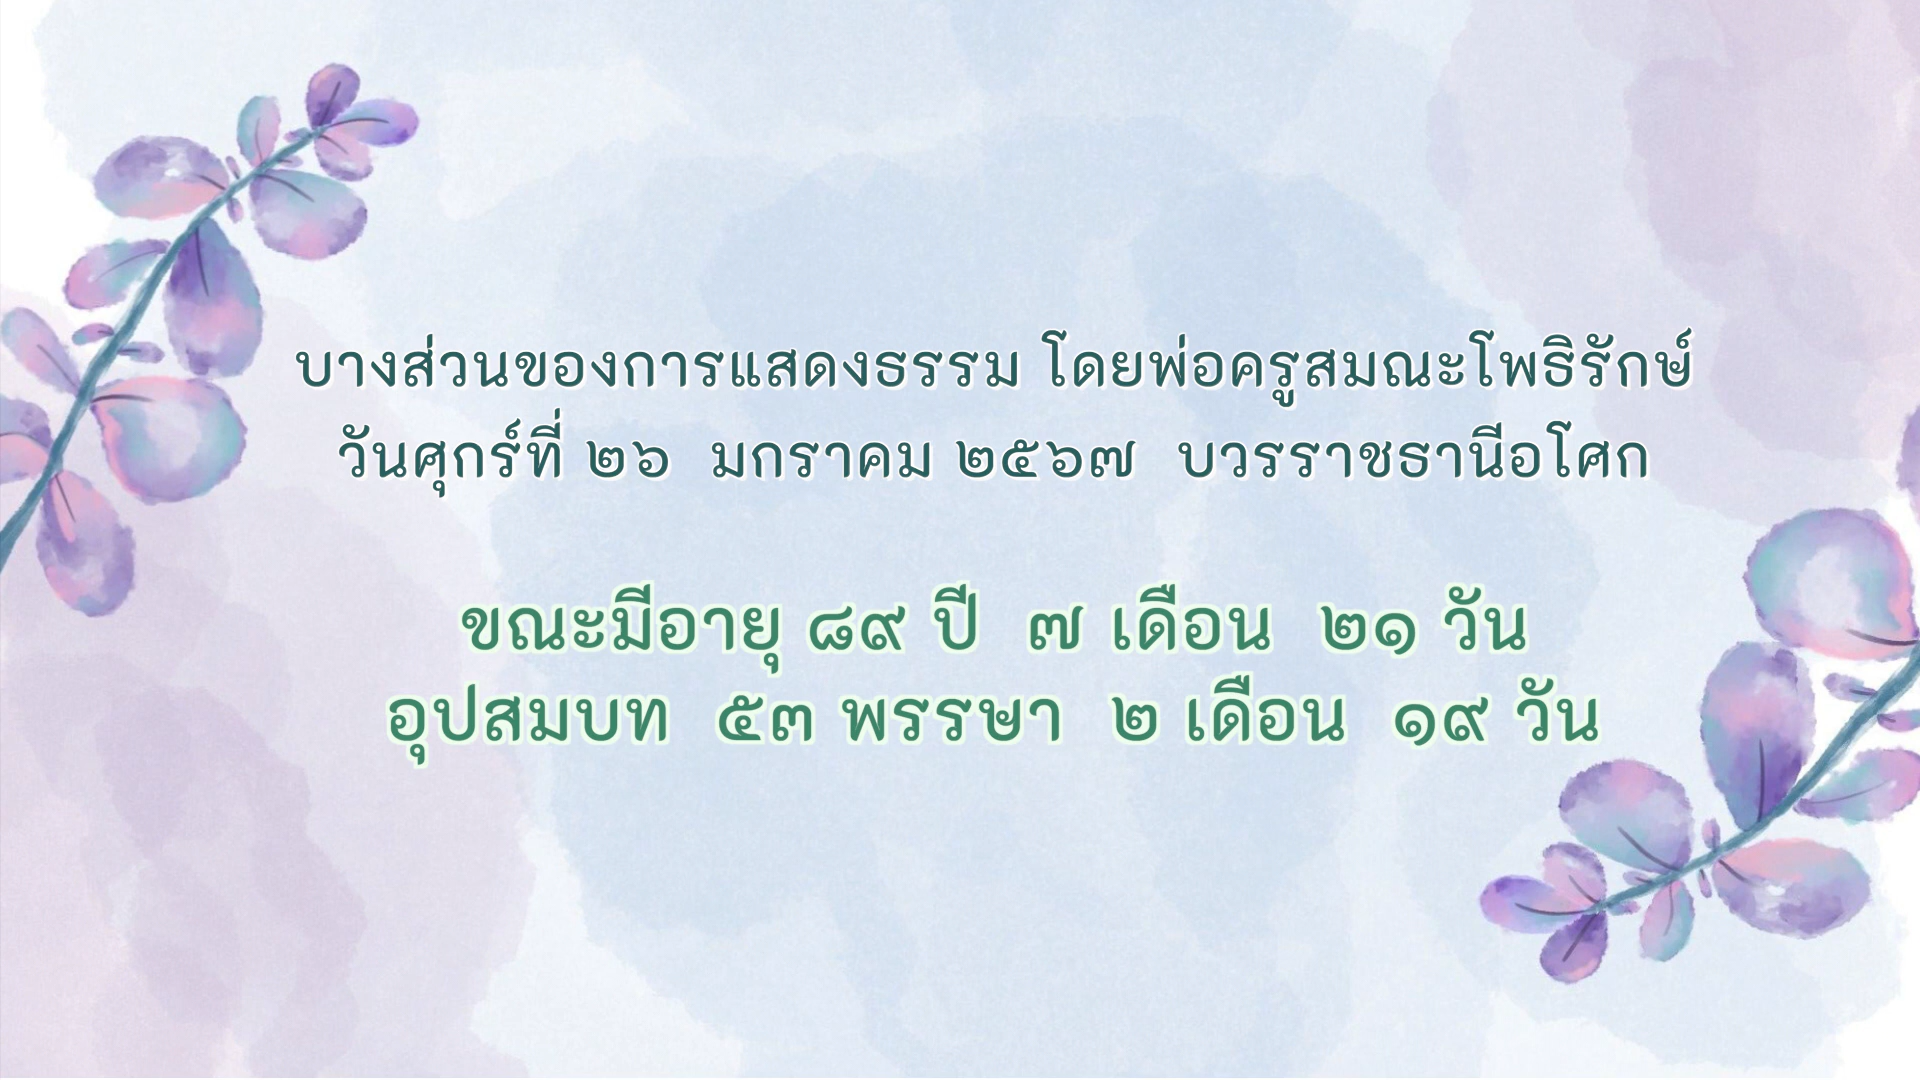 บางส่วนของการแสดงธรรม โดยพ่อครูสมณะโพธิรักษ์
วันศุกร์ที่ ๒๖ มกราคม ๒๕๖๗ บวรราชธานีอโศก
ขณะมีอายุ ๘๙ ปี ๗ เดือน ๒๑ วัน
อุปสมบท ๕๓ พรรษา ๒ เดือน ๑๙ วัน